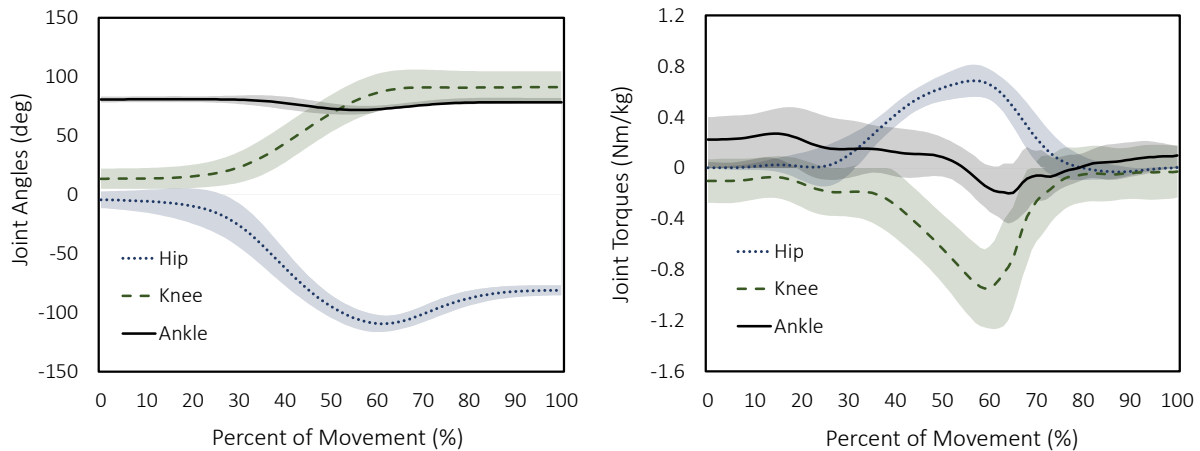 Joint Angles (deg)
150
100
50
0
-50
-100
-150
Hip
Knee
Ankle
0 10 20 30 40 50 60 70 80 90 100
Percent of Movement (%)
Joint Torques (Nm/kg)
1.2
0.8
0.4
0
-0.4
-0.8
-1.2
-1.6
Hip
Knee
Ankle
0 10 20 30 40 50 60 70 80 90 100
Percent of Movement (%)